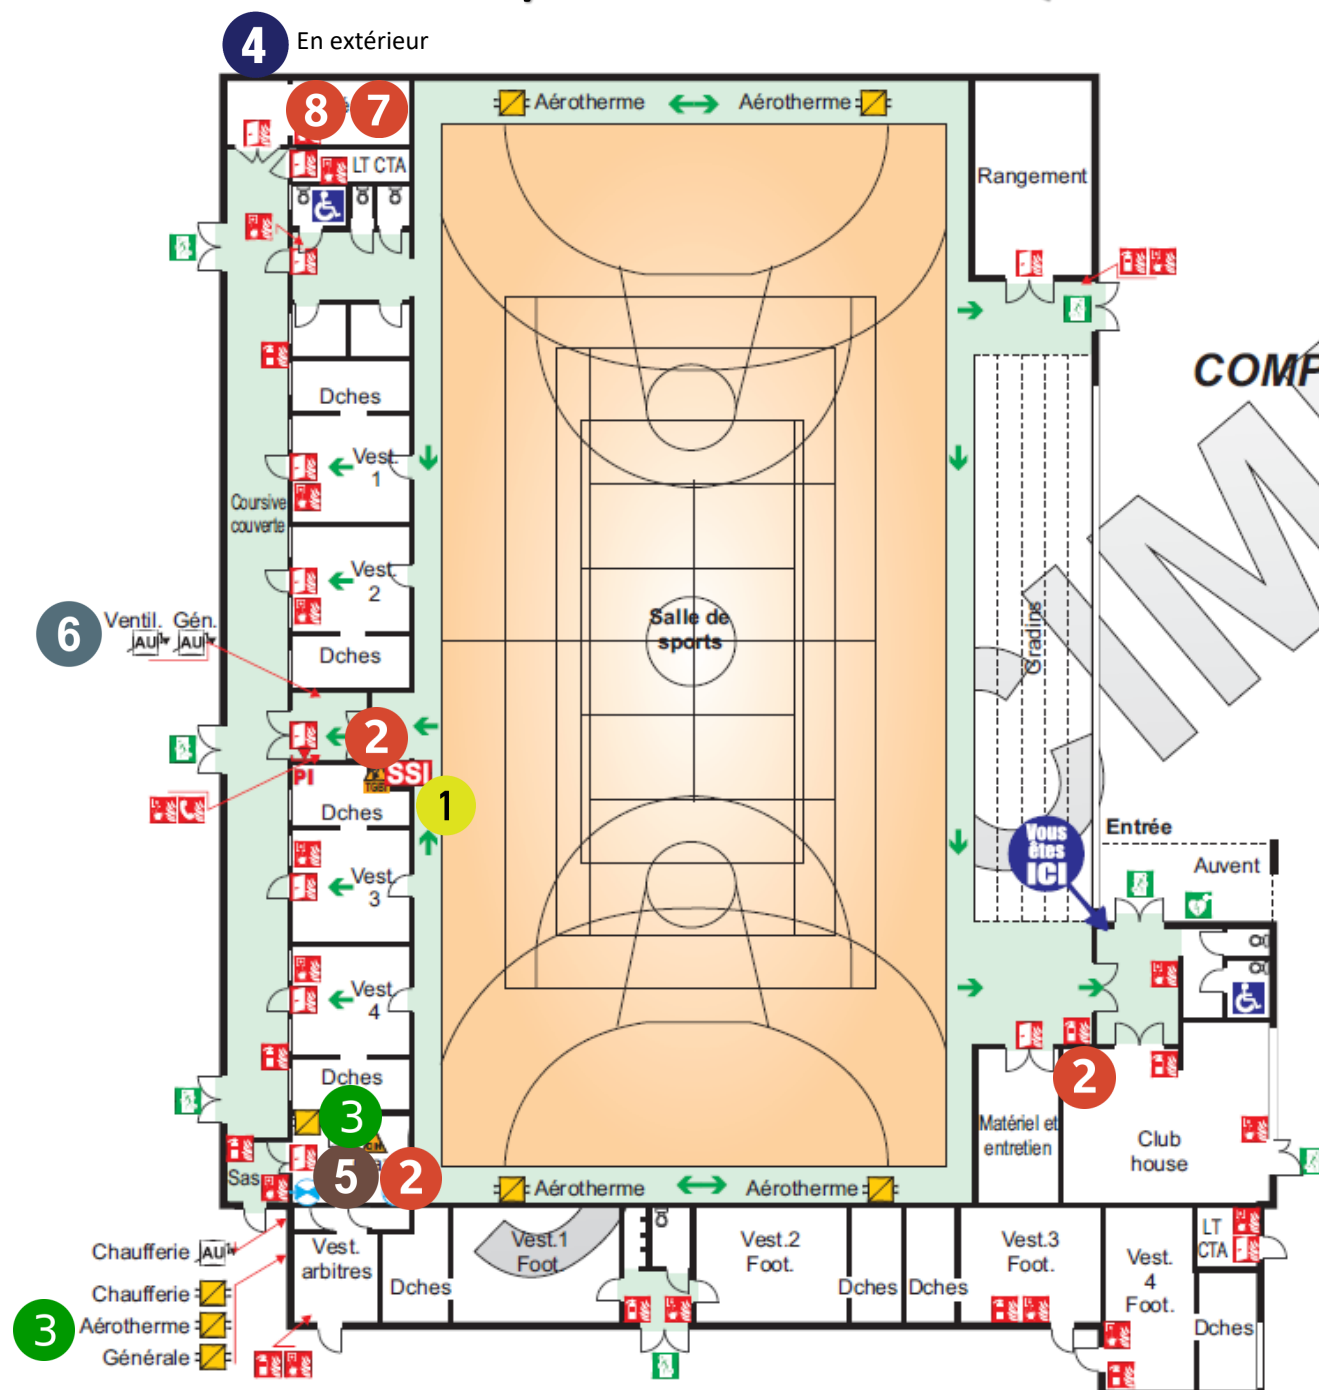 4 En extérieur
8 7
Aérotherme Aérotherme
LT CTA
Rangement
COMP
Dches
Vest.
1
Coursive
couverte
Vest.
2
6 Ventil. Gén.
AU AU
Dches
Salle de
sports
Gradins
2
PI SSI
TGBT
1
Dches
Vous
êtes
ICI
Entrée
Auvent
Vest.
3
Vest.
4
Dches
2
3
Matériel et
entretien
Club
house
Sas
5 2
Aérotherme Aérotherme
Chaufferie AU
Chaufferie
3 Aérotherme
Générale
Vest.
arbitres
Dches
Vest.1
Foot.
Vest.2
Foot.
Dches
Dches
Vest.3
Foot.
Vest.
4
Foot.
LT
CTA
Dches